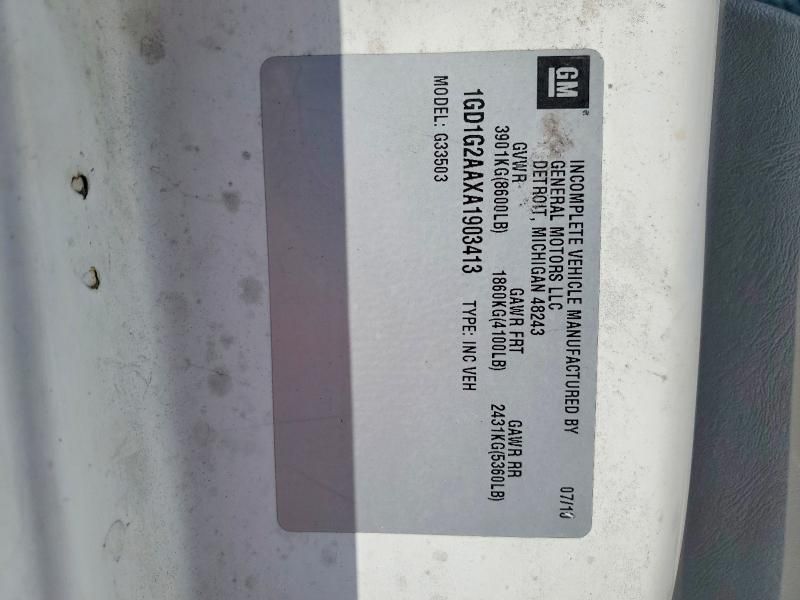 GM
INCOMPLETE VEHICLE MANUFACTURED BY 07/10
GENERAL MOTORS LLC
DETROIT, MICHIGAN 48243
GVWR GAWR FRT GAWR RR
3901KG(8600LB) 1860KG(4100LB) 2431KG(5360LB)
1GD1G2AAXA1903413 TYPE: INC VEH
MODEL: G33503